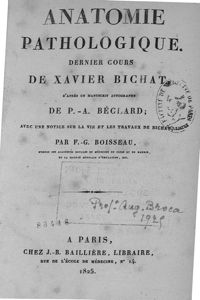 ANATOMIE
PATHOLOGIQUE.
DERNIER COURS
DE XAVIER BICHAT,
D'APRÈS UN MANUSCRIT AUTOGRAPHE
DE P.-A. BÉCLARD;
AVEC UNE NOTICE SUR LA VIE ET LES TRAVAUX DE BICHAT,
PAR F.-G. BOISSEAU,
Prof. Aug. Broca
A PARIS,
CHEZ J.-B. BAILLIÈRE, LIBRAIRE,
RUE DE L'ÉCOLE DE MÉDECINE, N° 14.
1825.